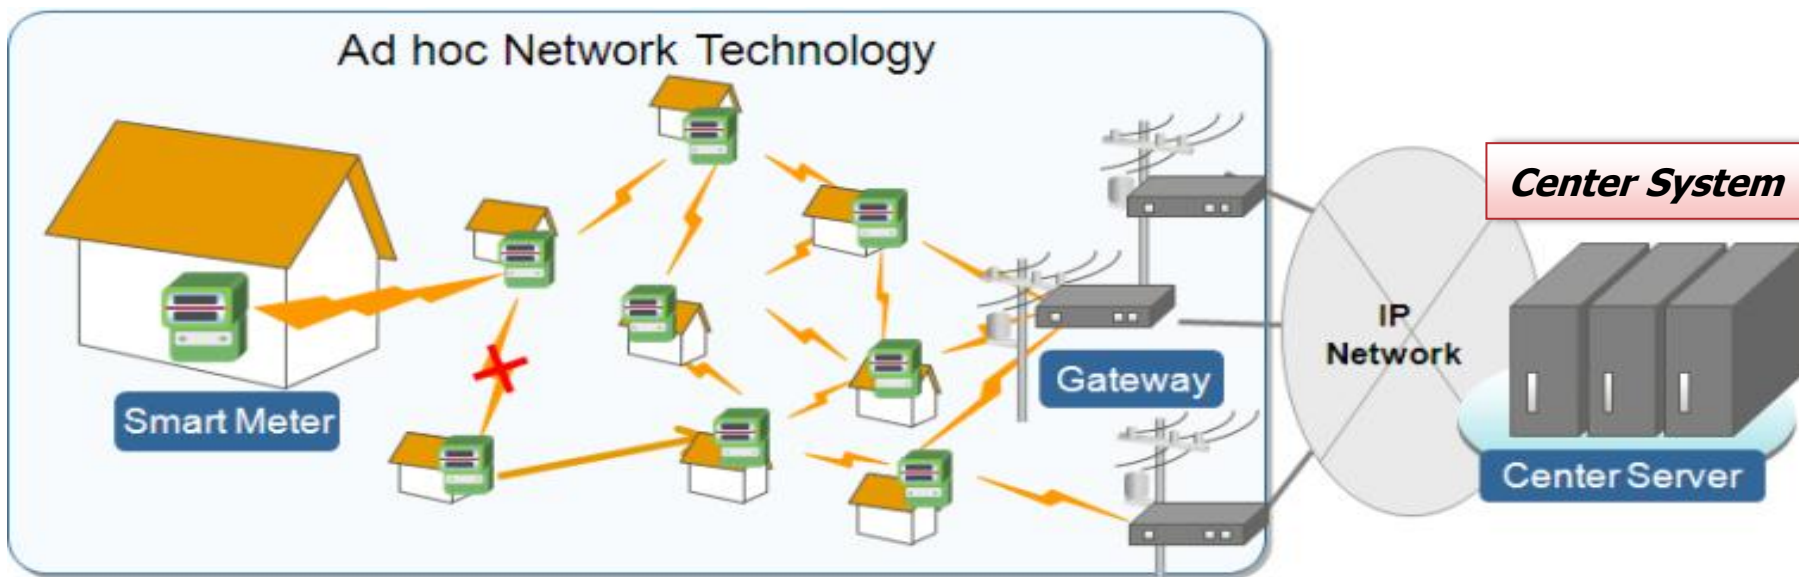 Ad hoc Network Technology
Center System
IP
Network
Gateway
Smart Meter
Center Server